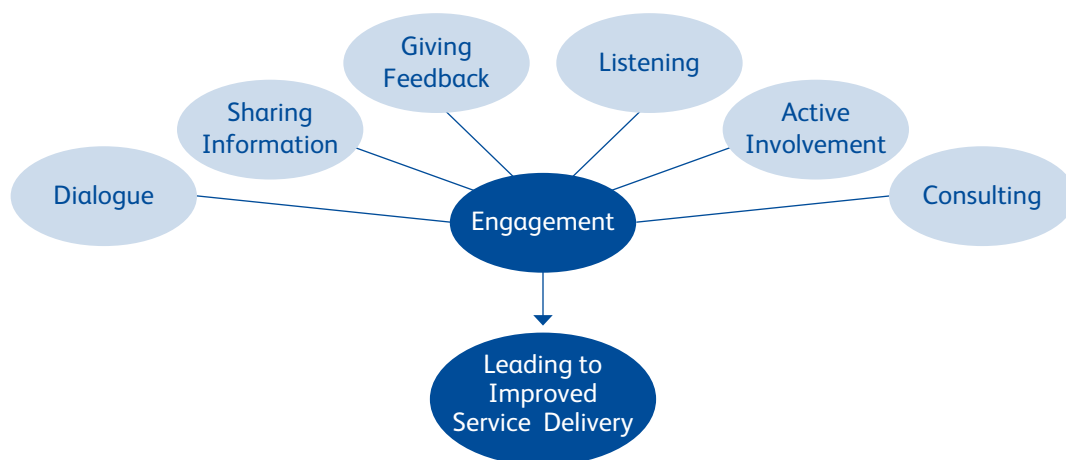 Giving
Feedback
Listening
Sharing
Information
Active
Involvement
Dialogue
Consulting
Engagement
Leading to
Improved
Service Delivery